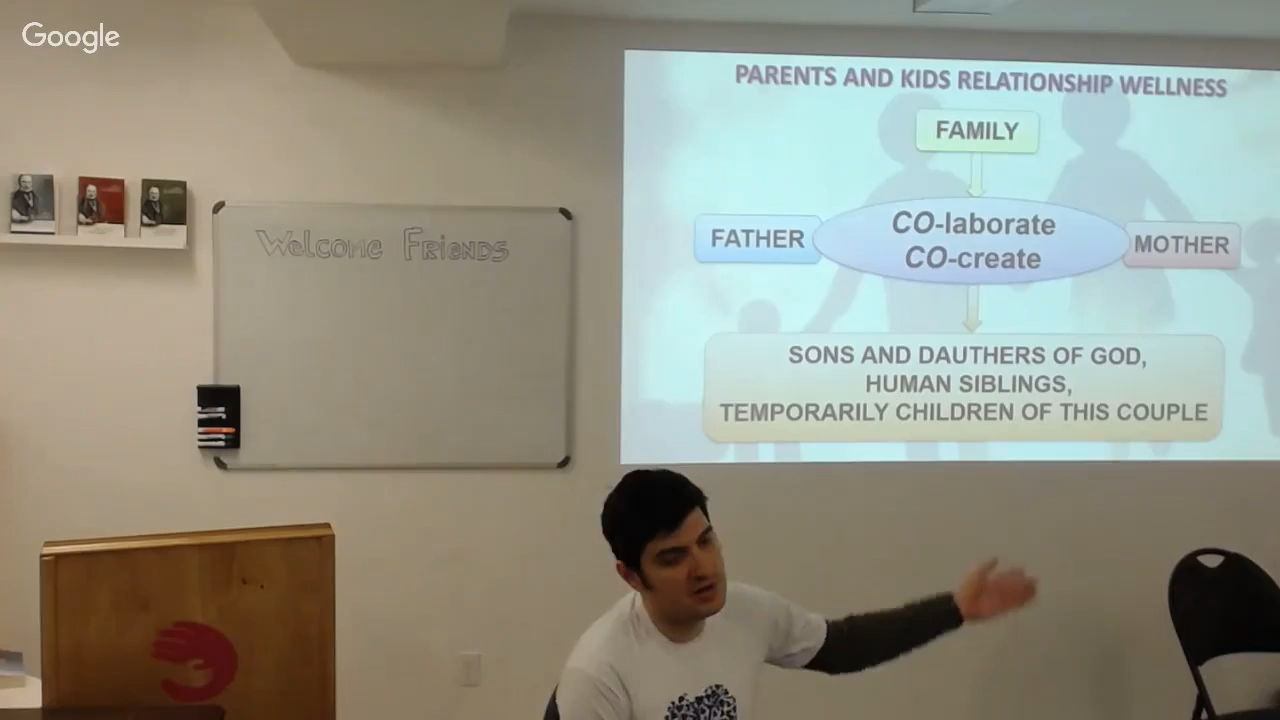 Google
Welcome Friends
PARENTS AND KIDS RELATIONSHIP WELLNESS
FAMILY
FATHER
CO-laborate
CO-create
MOTHER
SONS AND DAUTHERS OF GOD,
HUMAN SIBLINGS,
TEMPORARILY CHILDREN OF THIS COUPLE